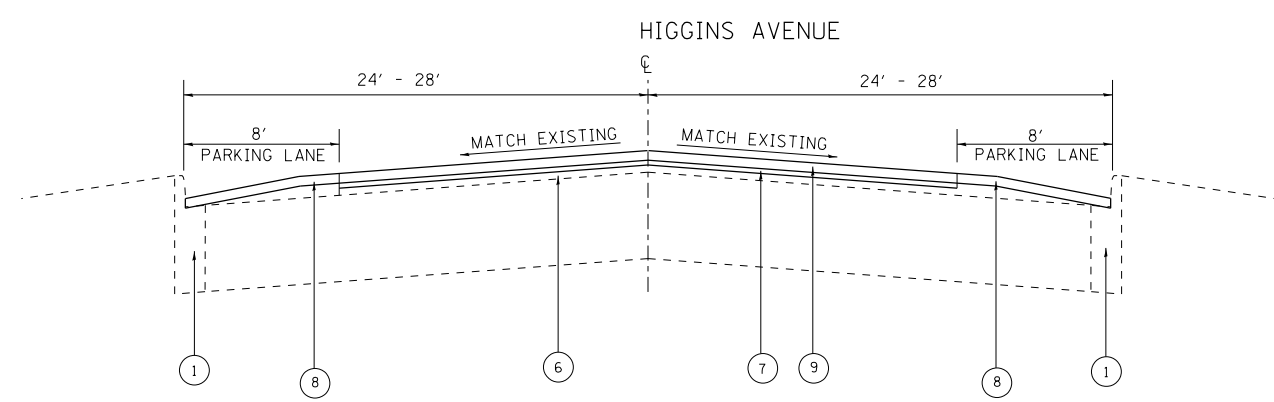 HIGGINS AVENUE
℄
24' - 28'
24' - 28'
8'
PARKING LANE
MATCH EXISTING
MATCH EXISTING
8'
PARKING LANE
1
8
6
7
9
8
1